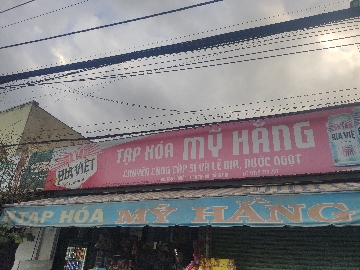 BIA VIỆT
TẠP HÓA MỸ HẰNG
CHUYÊN CUNG CẤP SỈ VÀ LẺ BIA, NƯỚC NGỌT
BIA VIỆT
TẠP HÓA MỸ HẰNG